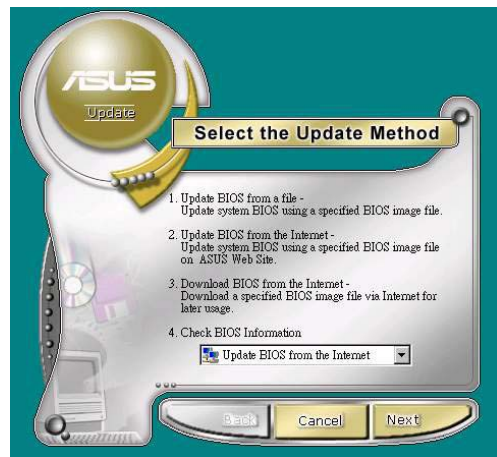 ASUS
Update
Select the Update Method
1. Update BIOS from a file -
Update system BIOS using a specified BIOS image file.
2. Update BIOS from the Internet -
Update system BIOS using a specified BIOS image file
on ASUS Web Site.
3. Download BIOS from the Internet -
Download a specified BIOS image file via Internet for
later usage.
4. Check BIOS Information
Update BIOS from the Internet
Back Cancel Next